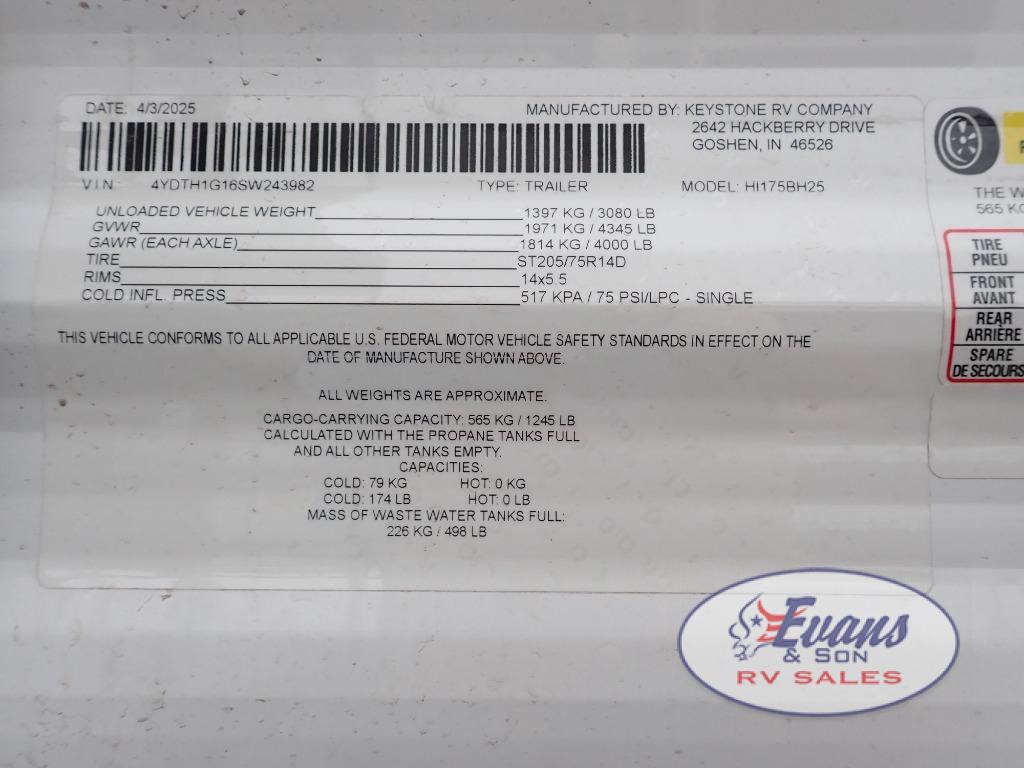 DATE: 4/3/2025
MANUFACTURED BY: KEYSTONE RV COMPANY
2642 HACKBERRY DRIVE
GOSHEN, IN 46526
V.I.N.: 4YDTH1G16SW243982 TYPE: TRAILER MODEL: HI175BH25
UNLOADED VEHICLE WEIGHT 1397 KG / 3080 LB
GVWR 1971 KG / 4345 LB
GAWR (EACH AXLE) 1814 KG / 4000 LB
TIRE ST205/75R14D
RIMS 14x5.5
COLD INFL. PRESS 517 KPA / 75 PSI/LPC - SINGLE
THIS VEHICLE CONFORMS TO ALL APPLICABLE U.S. FEDERAL MOTOR VEHICLE SAFETY STANDARDS IN EFFECT ON THE
DATE OF MANUFACTURE SHOWN ABOVE.
ALL WEIGHTS ARE APPROXIMATE.
CARGO-CARRYING CAPACITY: 565 KG / 1245 LB
CALCULATED WITH THE PROPANE TANKS FULL
AND ALL OTHER TANKS EMPTY.
CAPACITIES:
COLD: 79 KG HOT: 0 KG
COLD: 174 LB HOT: 0 LB
MASS OF WASTE WATER TANKS FULL:
226 KG / 498 LB
THE
565
TIRE
PNEU
FRONT
AVANT
REAR
ARRIÈRE
SPARE
DE SECOURS
Evans
& SON
RV SALES